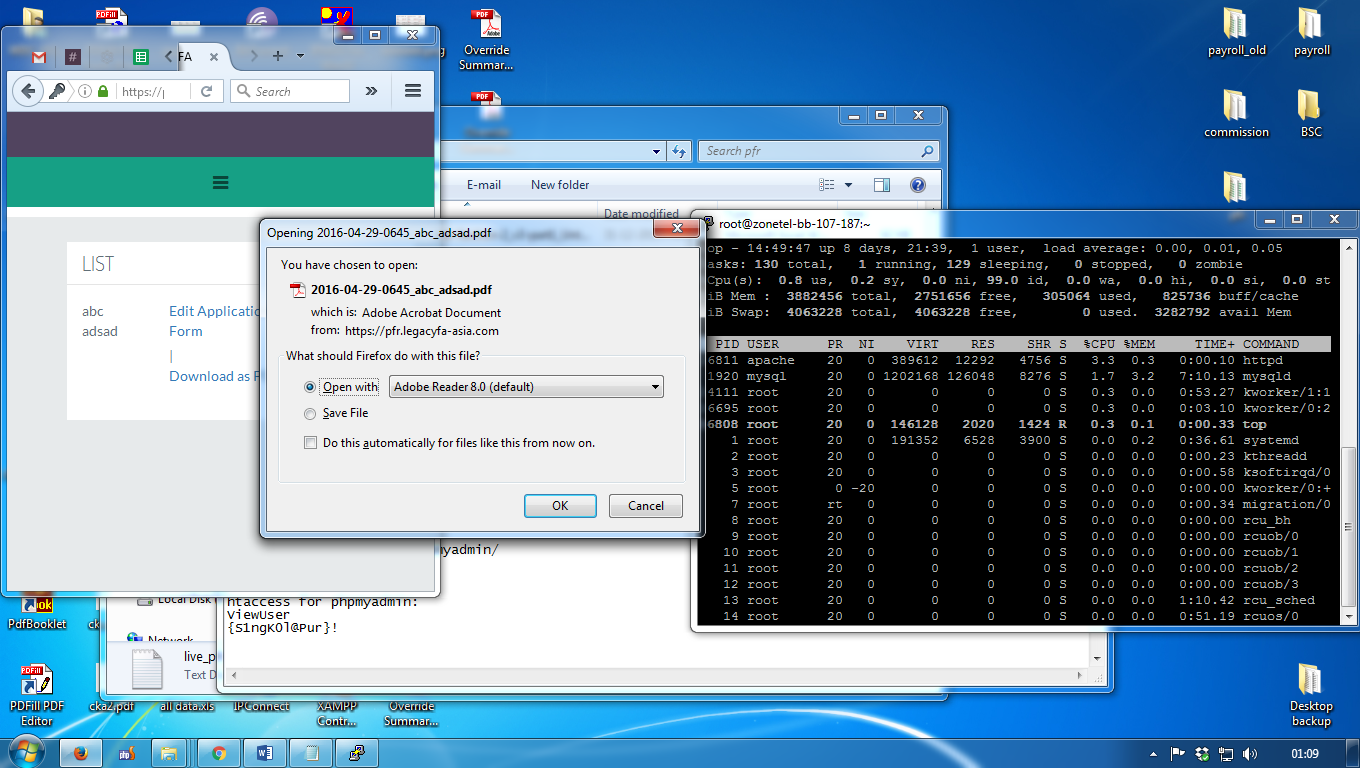 Override
Summar...
payroll_old
payroll
commission
BSC
FA
https://p
Search
Search pfr
E-mail
New folder
Date modified
LIST
abc
adsad
Edit Applicatio
Form
|
Download as P
Opening 2016-04-29-0645_abc_adsad.pdf
You have chosen to open:
2016-04-29-0645_abc_adsad.pdf
which is: Adobe Acrobat Document
from: https://pfr.legacyfa-asia.com
What should Firefox do with this file?
Open with
Adobe Reader 8.0 (default)
Save File
Do this automatically for files like this from now on.
OK
Cancel
root@zonetel-bb-107-187:~
op - 14:49:47 up 8 days, 21:39, 1 user, load average: 0.00, 0.01, 0.05
asks: 130 total, 1 running, 129 sleeping, 0 stopped, 0 zombie
Cpu(s): 0.8 us, 0.2 sy, 0.0 ni, 99.0 id, 0.0 wa, 0.0 hi, 0.0 si, 0.0 st
iB Mem : 3882456 total, 2751656 free, 305064 used, 825736 buff/cache
iB Swap: 4063228 total, 4063228 free, 0 used. 3282792 avail Mem
PID USER PR NI VIRT RES SHR S %CPU %MEM TIME+ COMMAND
6811 apache 20 0 389612 12292 4756 S 3.3 0.3 0:00.10 httpd
1920 mysql 20 0 1202168 126048 8276 S 1.7 3.2 7:10.13 mysqld
4111 root 20 0 0 0 0 S 0.3 0.0 0:53.27 kworker/1:1
6695 root 20 0 0 0 0 S 0.3 0.0 0:03.10 kworker/0:2
6808 root 20 0 146128 2020 1424 R 0.3 0.1 0:00.33 top
1 root 20 0 191352 6528 3900 S 0.0 0.2 0:36.61 systemd
2 root 20 0 0 0 0 S 0.0 0.0 0:00.23 kthreadd
3 root 20 0 0 0 0 S 0.0 0.0 0:00.58 ksoftirqd/0
5 root 0 -20 0 0 0 S 0.0 0.0 0:00.00 kworker/0:+
7 root rt 0 0 0 0 S 0.0 0.0 0:00.34 migration/0
8 root 20 0 0 0 0 S 0.0 0.0 0:00.00 rcu_bh
9 root 20 0 0 0 0 S 0.0 0.0 0:00.00 rcuob/0
10 root 20 0 0 0 0 S 0.0 0.0 0:00.00 rcuob/1
11 root 20 0 0 0 0 S 0.0 0.0 0:00.00 rcuob/2
12 root 20 0 0 0 0 S 0.0 0.0 0:00.00 rcuob/3
13 root 20 0 0 0 0 S 0.0 0.0 1:10.42 rcu_sched
14 root 20 0 0 0 0 S 0.0 0.0 0:51.19 rcuos/0
myadmin/
htaccess for phpmyadmin:
viewUser
{S1ngKOl@Pur}!
Local Disk
Network
live_p
Text D
PdfBooklet
PDFill PDF
Editor
cka2.pdf
all data.xls
IPConnect
XAMPP
Contr...
Override
Summar...
Desktop
backup
01:09